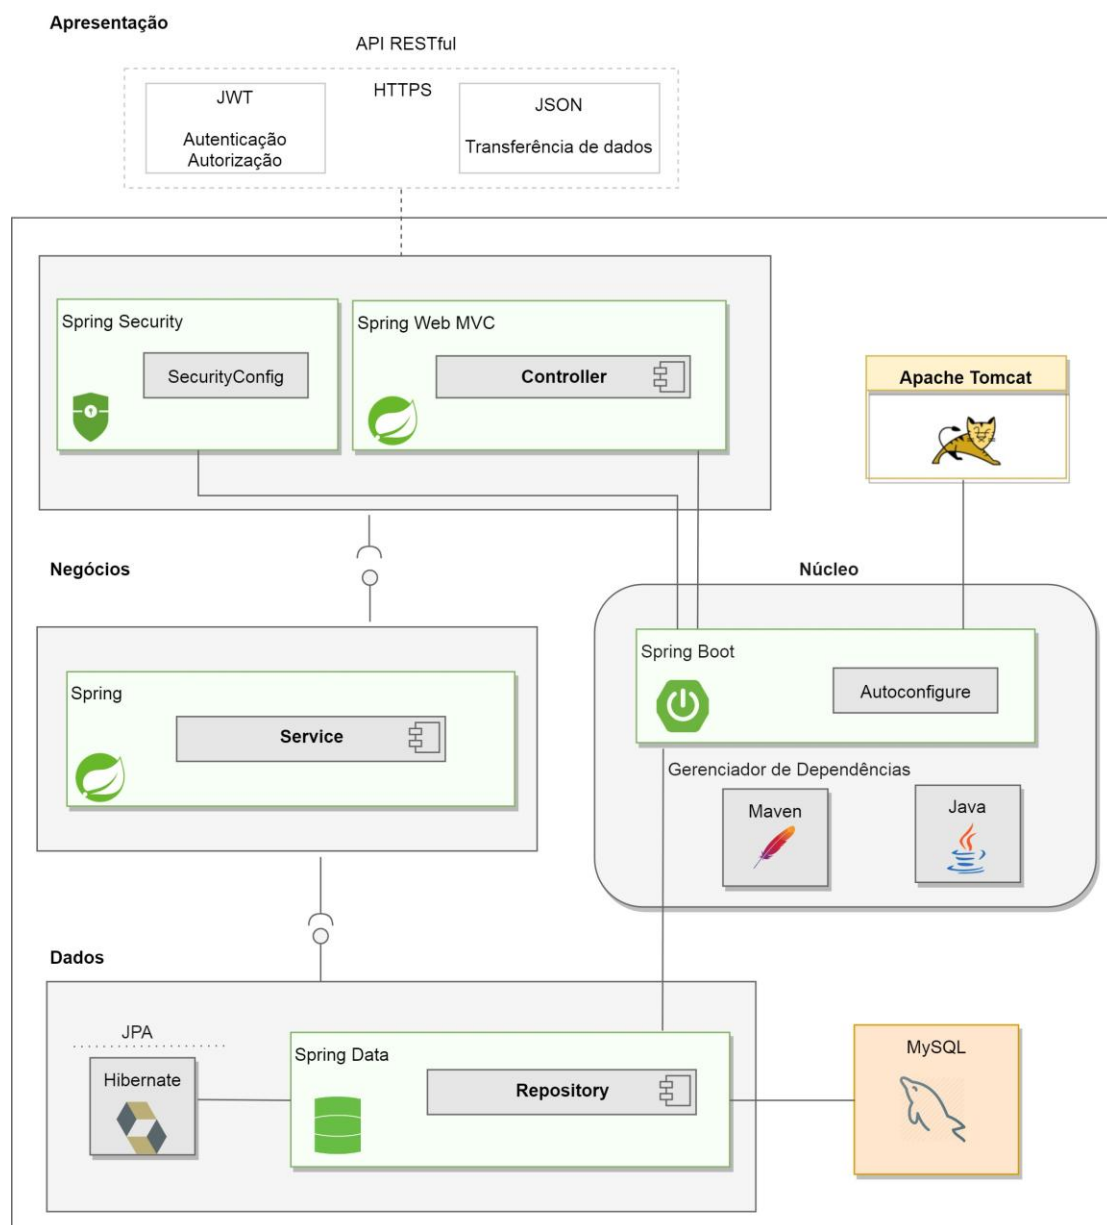 Apresentação
API RESTful
HTTPS
JWT
Autenticação
Autorização
JSON
Transferência de dados
Spring Security
SecurityConfig
Spring Web MVC
Controller
Apache Tomcat
Negócios
Núcleo
Spring
Service
Spring Boot
Autoconfigure
Gerenciador de Dependências
Maven
Java
Dados
JPA
Hibernate
Spring Data
Repository
MySQL